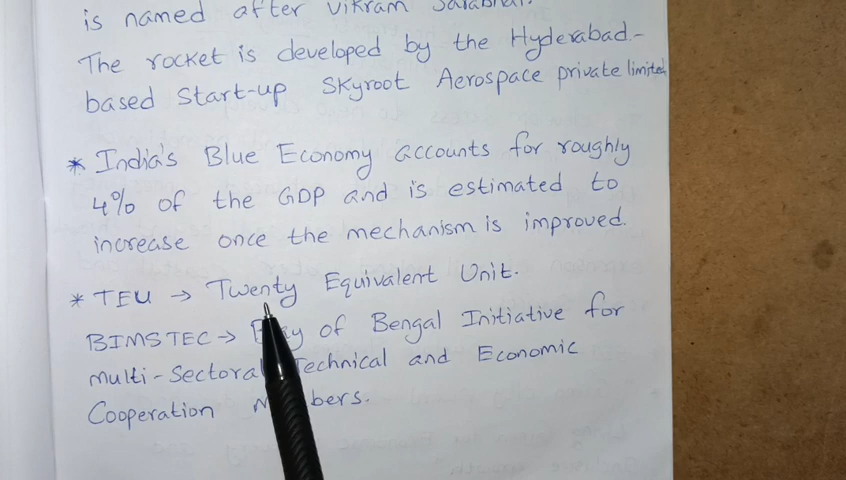 is named after Vikram Sarabhai.
The rocket is developed by the Hyderabad-
based Start-up Skyroot Aerospace private limited
* India's Blue Economy accounts for roughly
4% of the GDP and is estimated to
increase once the mechanism is improved.
* TEU → Twenty Equivalent Unit.
BIMSTEC → Bay of Bengal Initiative for
multi-Sectoral Technical and Economic
Cooperation